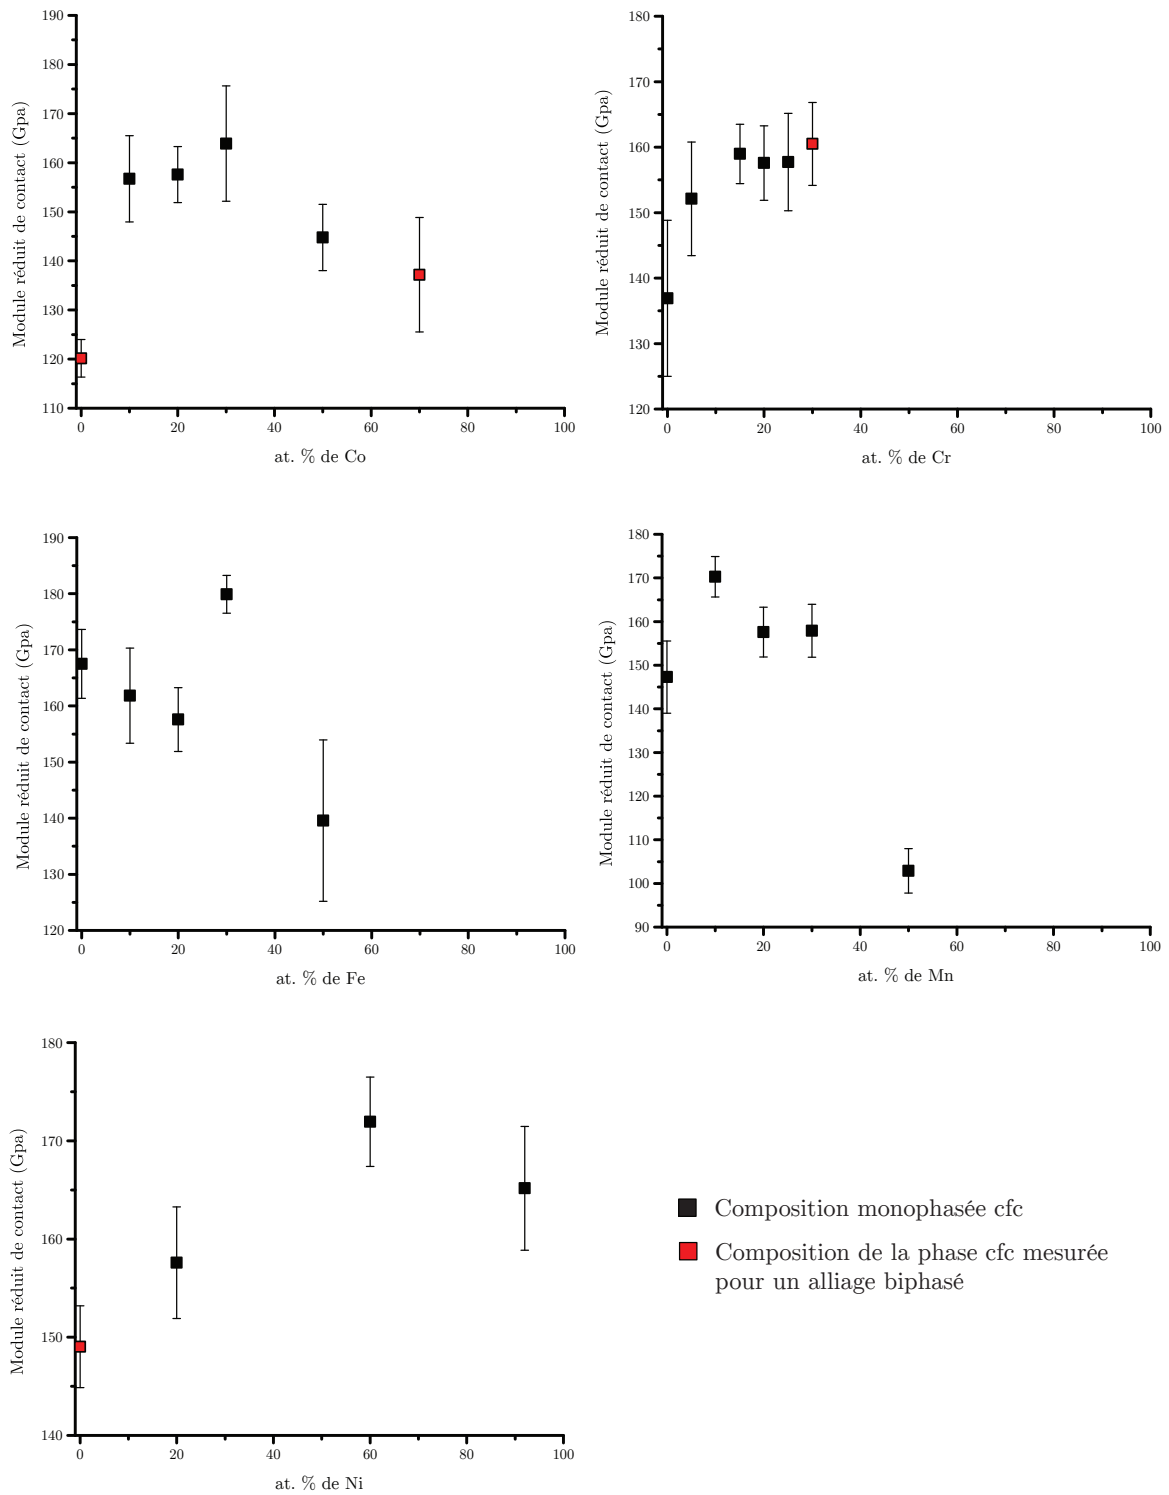 190
180
170
160
150
140
130
120
110
0 20 40 60 80 100
Module réduit de contact (Gpa)
at. % de Co
180
170
160
150
140
130
120
0 20 40 60 80 100
Module réduit de contact (Gpa)
at. % de Cr
190
180
170
160
150
140
130
120
0 20 40 60 80 100
Module réduit de contact (Gpa)
at. % de Fe
180
170
160
150
140
130
120
110
100
90
0 20 40 60 80 100
Module réduit de contact (Gpa)
at. % de Mn
180
170
160
150
140
0 20 40 60 80 100
Module réduit de contact (Gpa)
at. % de Ni
Composition monophasée cfc
Composition de la phase cfc mesurée
pour un alliage biphasé